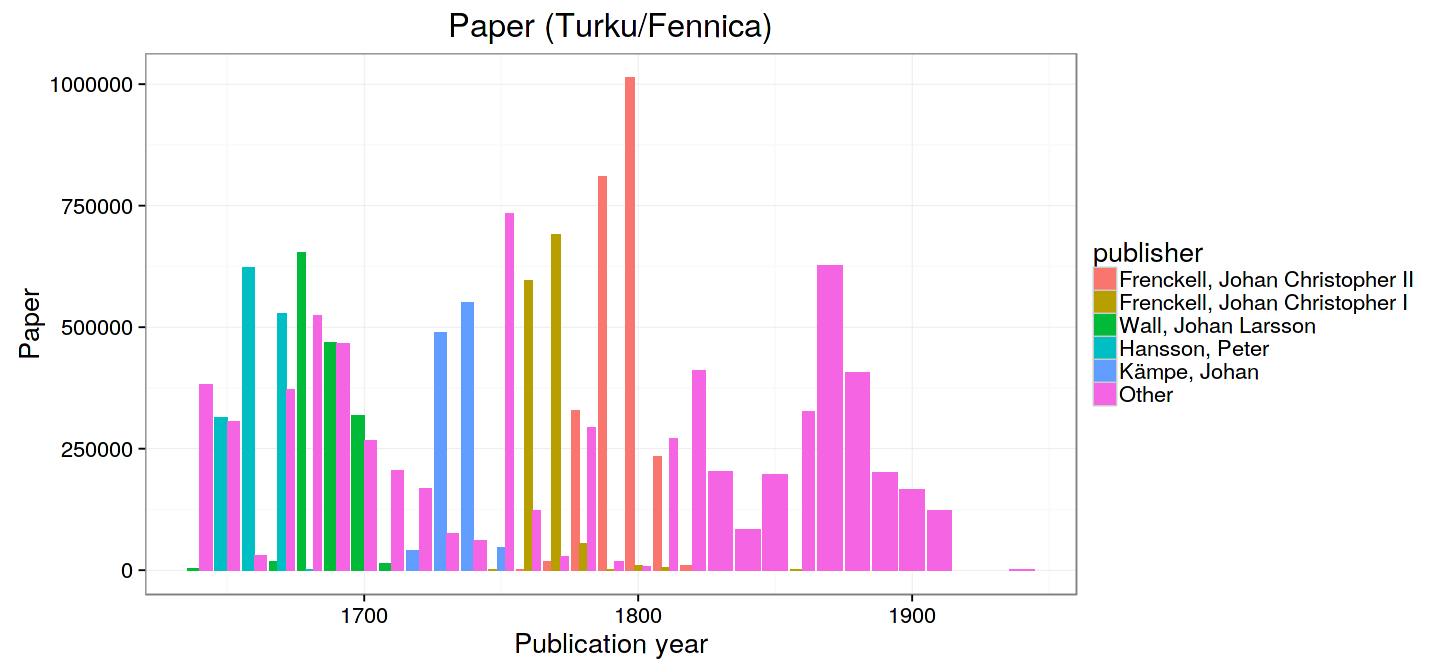 Paper (Turku/Fennica)
Paper
1000000
750000
500000
250000
0
1700
1800
1900
Publication year
publisher
Frenckell, Johan Christopher II
Frenckell, Johan Christopher I
Wall, Johan Larsson
Hansson, Peter
Kämpe, Johan
Other